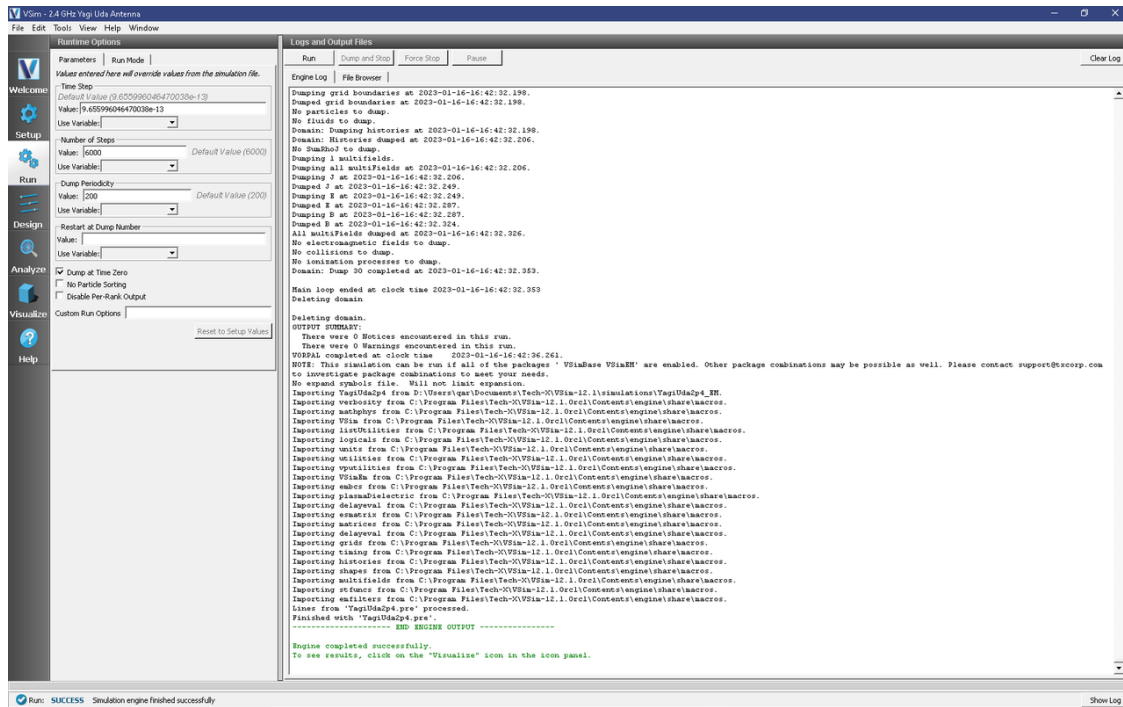 VSim - 2.4 GHz Yagi Uda Antenna
File Edit Tools View Help Window
Welcome
Setup
Run
Design
Analyze
Visualize
Help
Runtime Options
Parameters Run Mode
Values entered here will override values from the simulation file.
Time Step
Default Value (9.655996046470038e-13)
Value: 9.655996046470038e-13
Use Variable:
Number of Steps
Value: 6000 Default Value (6000)
Use Variable:
Dump Periodicity
Value: 200 Default Value (200)
Use Variable:
Restart at Dump Number
Value:
Use Variable:
Dump at Time Zero
No Particle Sorting
Disable Per-Rank Output
Custom Run Options
Reset to Setup Values
Logs and Output Files
Run Dump and Stop Force Stop Pause Clear Log
Engine Log File Browser
Dumping grid boundaries at 2023-01-16-16:42:32.198.
Dumped grid boundaries at 2023-01-16-16:42:32.198.
No particles to dump.
No fluids to dump.
Domain: Dumping histories at 2023-01-16-16:42:32.198.
Domain: Histories dumped at 2023-01-16-16:42:32.206.
No SumRhoJ to dump.
Dumping 1 multifields.
Dumping all multiFields at 2023-01-16-16:42:32.206.
Dumping J at 2023-01-16-16:42:32.206.
Dumped J at 2023-01-16-16:42:32.249.
Dumping E at 2023-01-16-16:42:32.249.
Dumped E at 2023-01-16-16:42:32.287.
Dumping B at 2023-01-16-16:42:32.287.
Dumped B at 2023-01-16-16:42:32.324.
All multiFields dumped at 2023-01-16-16:42:32.326.
No electromagnetic fields to dump.
No collisions to dump.
No ionization processes to dump.
Domain: Dump 30 completed at 2023-01-16-16:42:32.353.
Main loop ended at clock time 2023-01-16-16:42:32.353
Deleting domain
Deleting domain.
OUTPUT SUMMARY:
There were 0 Notices encountered in this run.
There were 0 Warnings encountered in this run.
VORPAL completed at clock time 2023-01-16-16:42:36.261.
NOTE: This simulation can be run if all of the packages ' VSimBase VSimEM' are enabled. Other package combinations may be possible as well. Please contact support@txcorp.com
to investigate package combinations to meet your needs.
No expand symbols file. Will not limit expansion.
Importing YagiUda2p4 from D:\Users\qar\Documents\Tech-X\VSim-12.1\simulations\YagiUda2p4_EM.
Importing verbosity from C:\Program Files\Tech-X\VSim-12.1.0rc1\Contents\engine\share\macros.
Importing mathphys from C:\Program Files\Tech-X\VSim-12.1.0rc1\Contents\engine\share\macros.
Importing VSim from C:\Program Files\Tech-X\VSim-12.1.0rc1\Contents\engine\share\macros.
Importing listUtilities from C:\Program Files\Tech-X\VSim-12.1.0rc1\Contents\engine\share\macros.
Importing logicals from C:\Program Files\Tech-X\VSim-12.1.0rc1\Contents\engine\share\macros.
Importing units from C:\Program Files\Tech-X\VSim-12.1.0rc1\Contents\engine\share\macros.
Importing utilities from C:\Program Files\Tech-X\VSim-12.1.0rc1\Contents\engine\share\macros.
Importing vputilities from C:\Program Files\Tech-X\VSim-12.1.0rc1\Contents\engine\share\macros.
Importing VSimEm from C:\Program Files\Tech-X\VSim-12.1.0rc1\Contents\engine\share\macros.
Importing embcs from C:\Program Files\Tech-X\VSim-12.1.0rc1\Contents\engine\share\macros.
Importing plasmaDielectric from C:\Program Files\Tech-X\VSim-12.1.0rc1\Contents\engine\share\macros.
Importing delayeval from C:\Program Files\Tech-X\VSim-12.1.0rc1\Contents\engine\share\macros.
Importing esmatrix from C:\Program Files\Tech-X\VSim-12.1.0rc1\Contents\engine\share\macros.
Importing matrices from C:\Program Files\Tech-X\VSim-12.1.0rc1\Contents\engine\share\macros.
Importing delayeval from C:\Program Files\Tech-X\VSim-12.1.0rc1\Contents\engine\share\macros.
Importing grids from C:\Program Files\Tech-X\VSim-12.1.0rc1\Contents\engine\share\macros.
Importing timing from C:\Program Files\Tech-X\VSim-12.1.0rc1\Contents\engine\share\macros.
Importing histories from C:\Program Files\Tech-X\VSim-12.1.0rc1\Contents\engine\share\macros.
Importing shapes from C:\Program Files\Tech-X\VSim-12.1.0rc1\Contents\engine\share\macros.
Importing multifields from C:\Program Files\Tech-X\VSim-12.1.0rc1\Contents\engine\share\macros.
Importing stfuncs from C:\Program Files\Tech-X\VSim-12.1.0rc1\Contents\engine\share\macros.
Importing emfilters from C:\Program Files\Tech-X\VSim-12.1.0rc1\Contents\engine\share\macros.
Lines from 'YagiUda2p4.pre' processed.
Finished with 'YagiUda2p4.pre'.
-------------------- END ENGINE OUTPUT ----------------
Engine completed successfully.
To see results, click on the "Visualize" icon in the icon panel.
Run: SUCCESS Simulation engine finished successfully Show Log